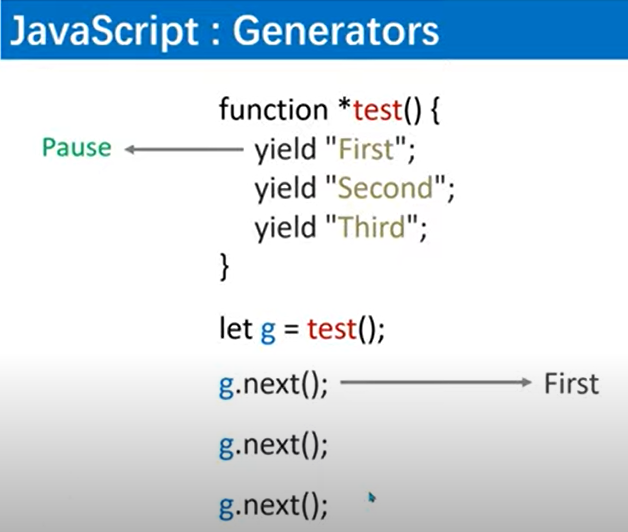 JavaScript : Generators
function *test() {
Pause
yield "First";
yield "Second";
yield "Third";
}
let g = test();
g.next();
First
g.next();
g.next();